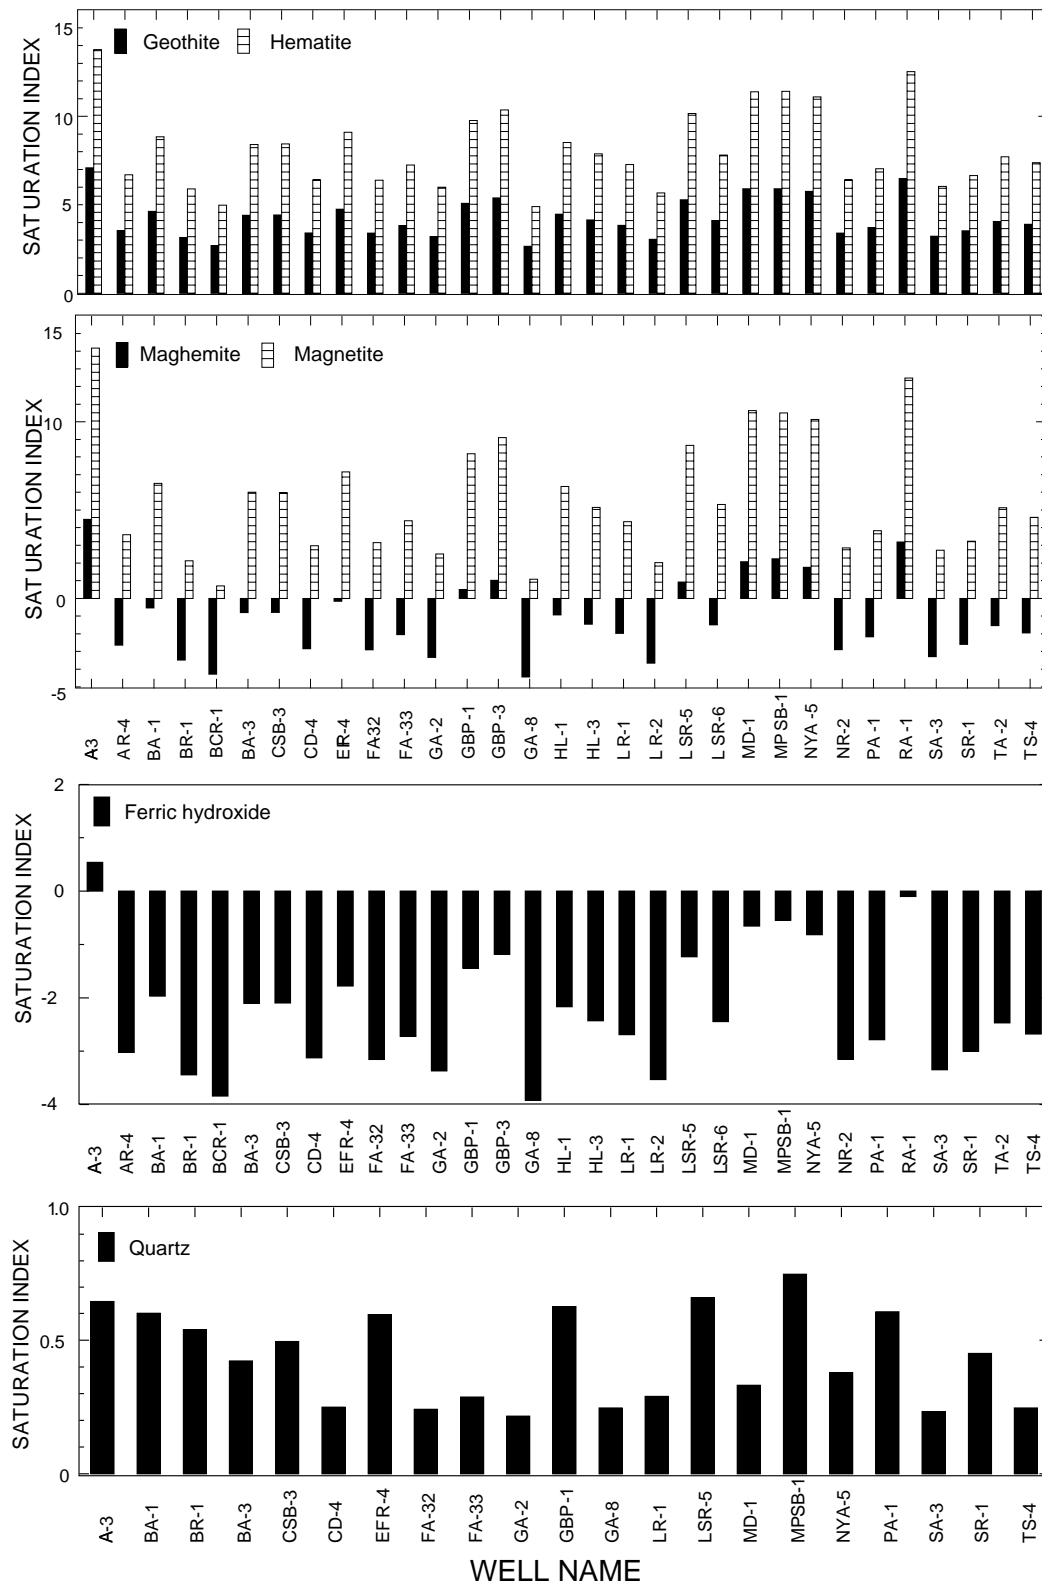 15
10
5
0
SATURATION INDEX
Geothite Hematite
15
10
0
-5
SATURATION INDEX
Maghemite Magnetite
A3 AR-4 BA-1 BR-1 BCR-1 BA-3 CSB-3 CD-4 EFR-4 FA-32 FA-33 GA-2 GBP-1 GBP-3 GA-8 HL-1 HL-3 LR-1 LR-2 LSR-5 LSR-6 MD-1 MPSB-1 NYA-5 NR-2 PA-1 RA-1 SA-3 SR-1 TA-2 TS-4
2
0
-2
-4
SATURATION INDEX
Ferric hydroxide
A-3 AR-4 BA-1 BR-1 BCR-1 BA-3 CSB-3 CD-4 EFR-4 FA-32 FA-33 GA-2 GBP-1 GBP-3 GA-8 HL-1 HL-3 LR-1 LR-2 LSR-5 LSR-6 MD-1 MPSB-1 NYA-5 NR-2 PA-1 RA-1 SA-3 SR-1 TA-2 TS-4
1.0
0.5
0
SATURATION INDEX
Quartz
A-3 BA-1 BR-1 BA-3 CSB-3 CD-4 EFR-4 FA-32 FA-33 GA-2 GBP-1 GA-8 LR-1 LSR-5 MD-1 MPSB-1 NYA-5 PA-1 SA-3 SR-1 TS-4
WELL NAME